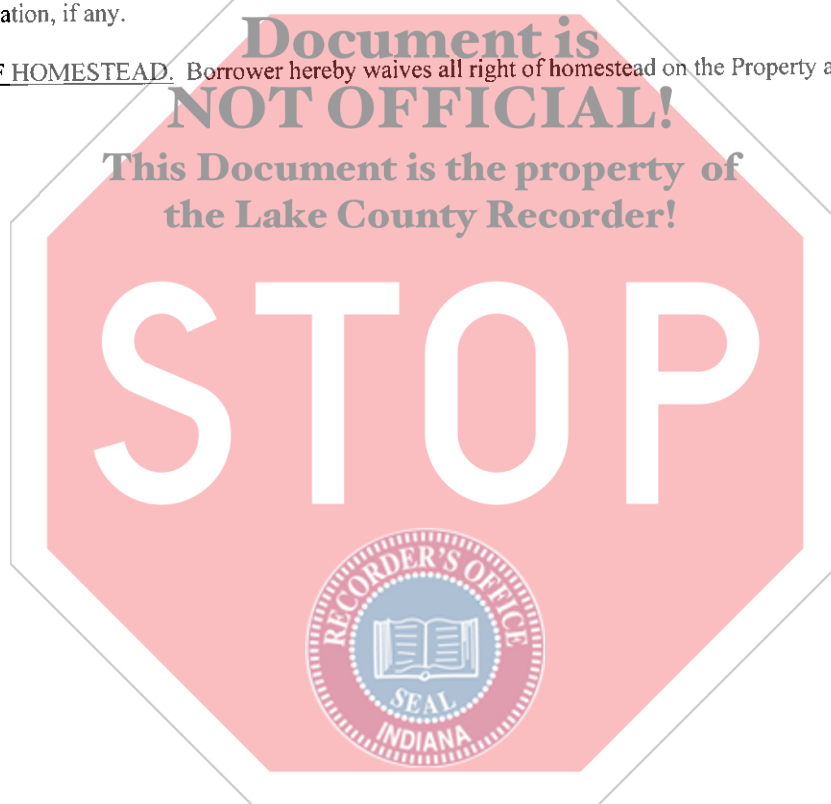 ation, if any.
Document is
F HOMESTEAD. Borrower hereby waives all right of homestead on the Property a
NOT OFFICIAL!
This Document is the property of
the Lake County Recorder!
STOP
RECORDER'S OFFICE
SEAL
INDIANA